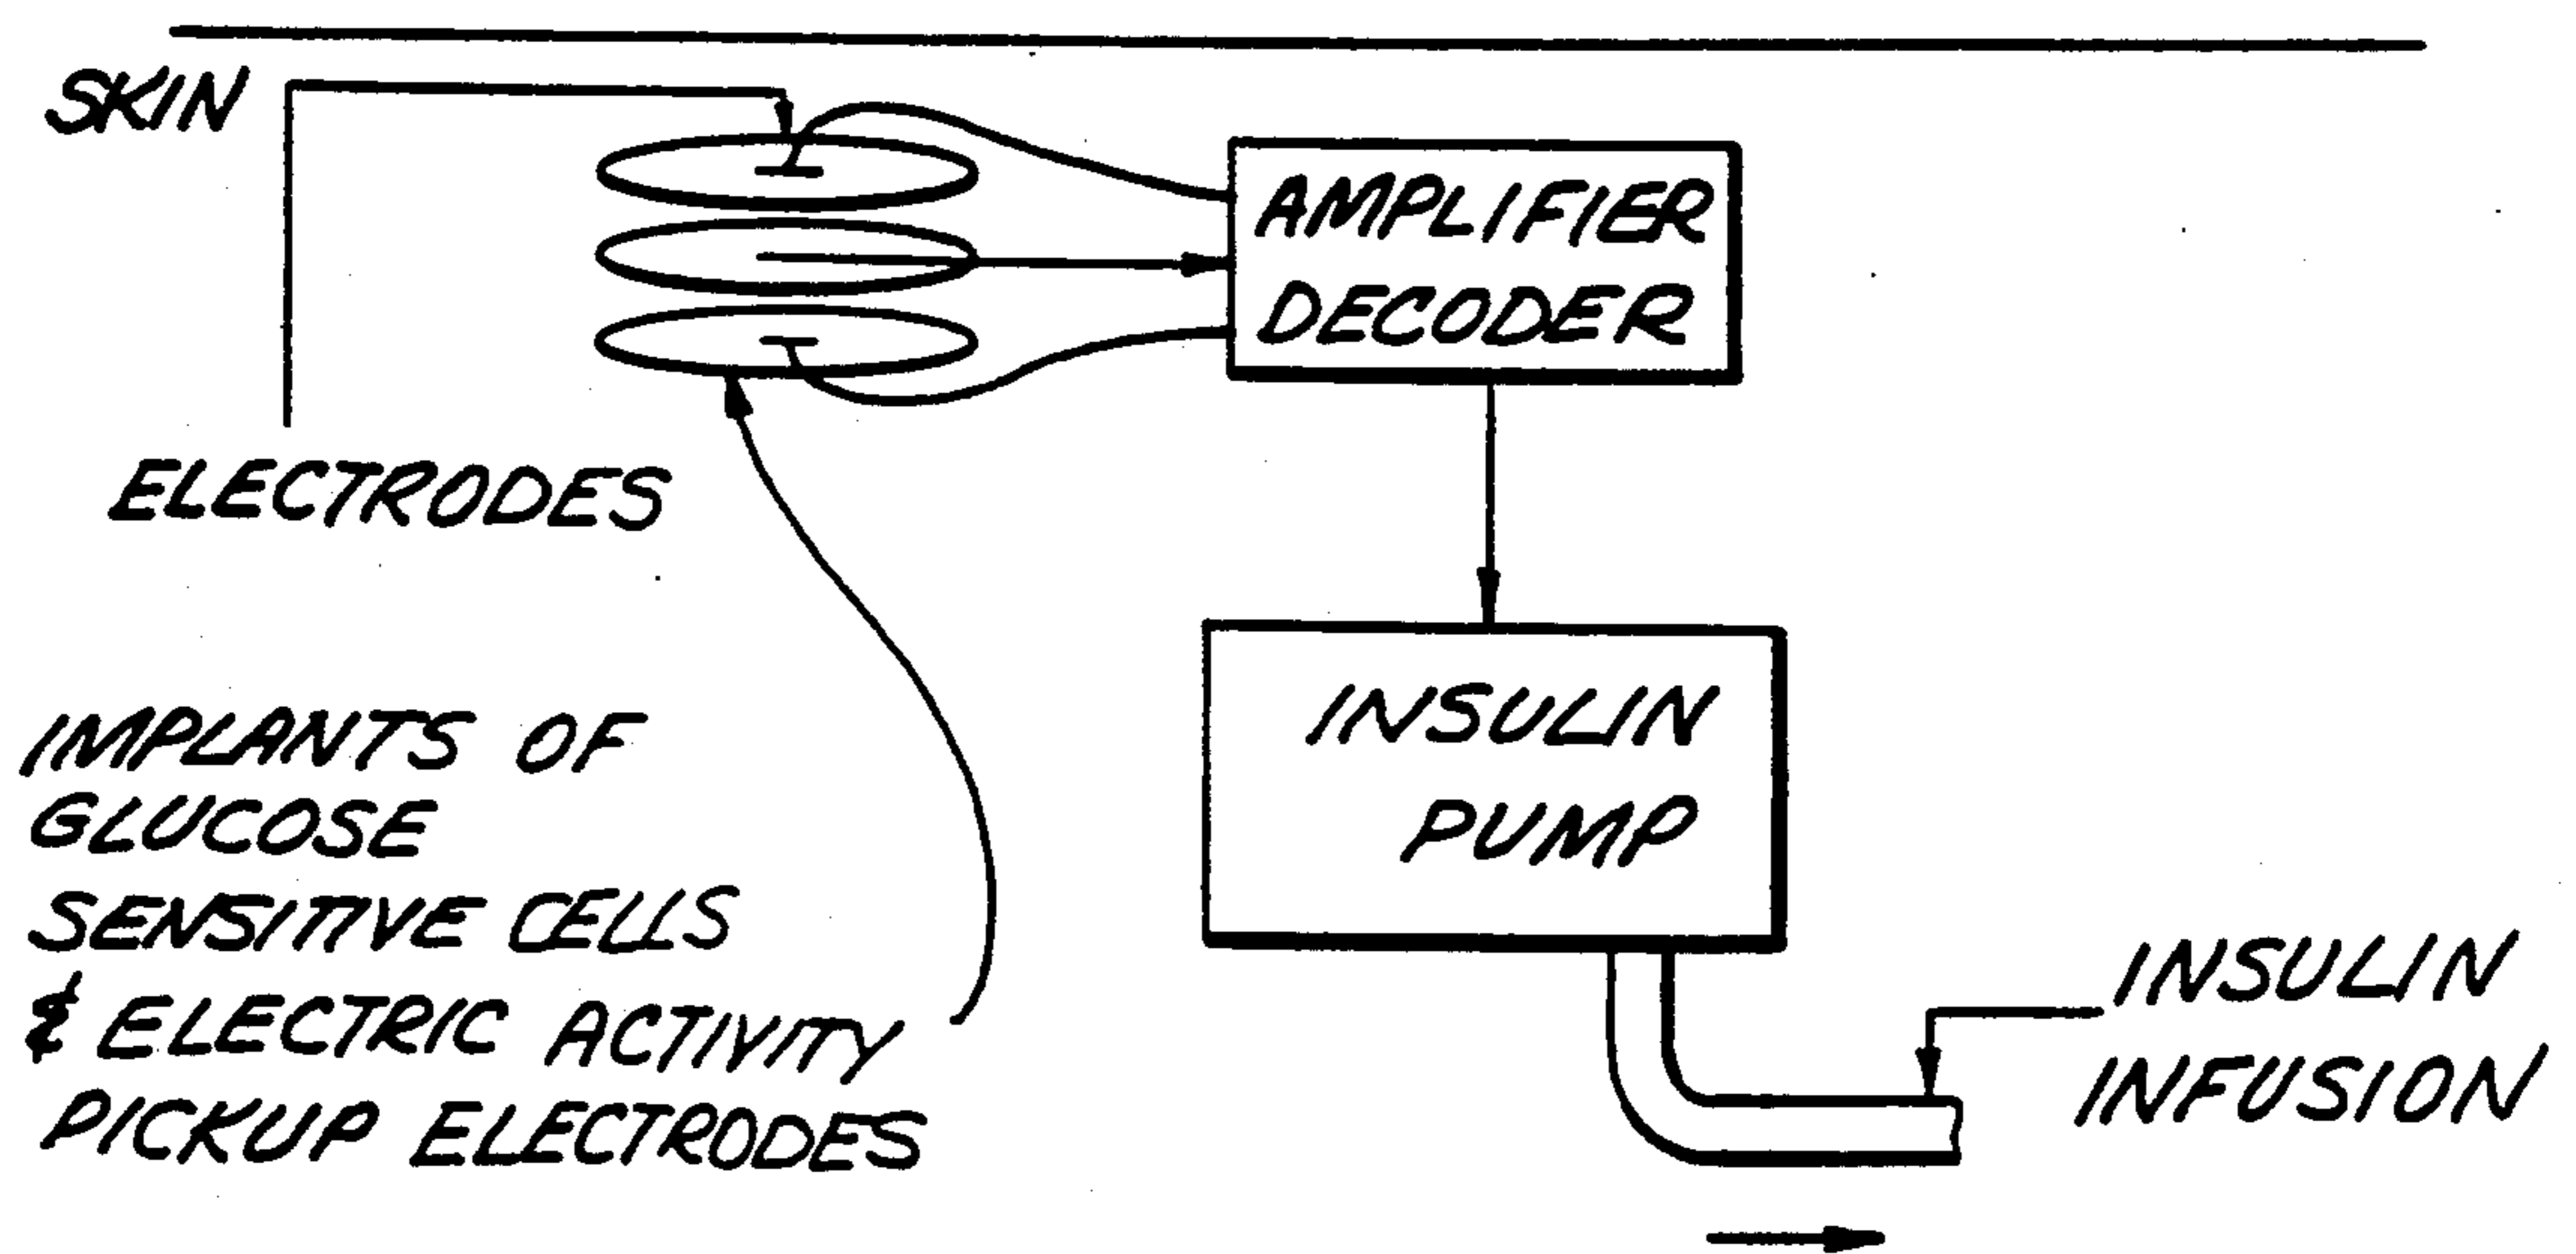 SKIN
AMPLIFIER
DECODER
ELECTRODES
INSULIN
PUMP
IMPLANTS OF
GLUCOSE
SENSITIVE CELLS
& ELECTRIC ACTIVITY
PICKUP ELECTRODES
INSULIN
INFUSION